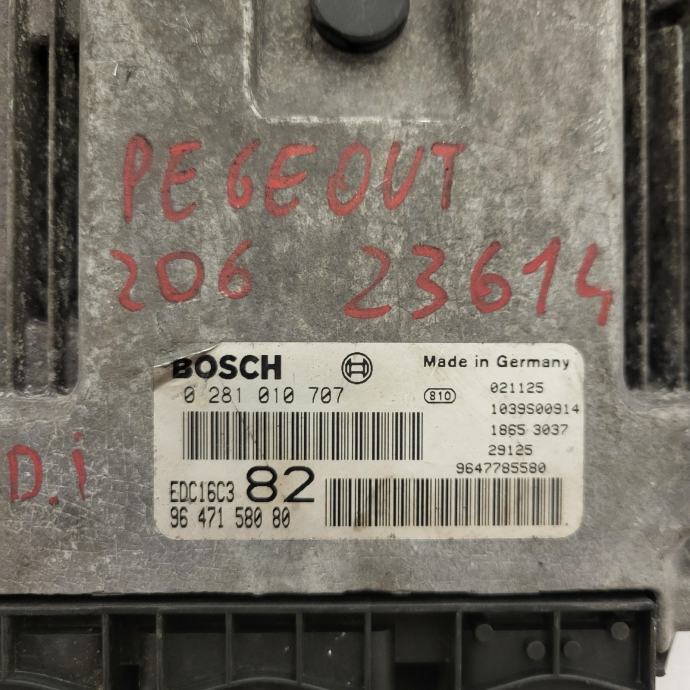 PEGEOUT
206 23614
D.i
BOSCH
Made in Germany
0 281 010 707
810
021125
1039S00914
1865 3037
29125
9647785580
EDC16C3 82
96 471 580 80